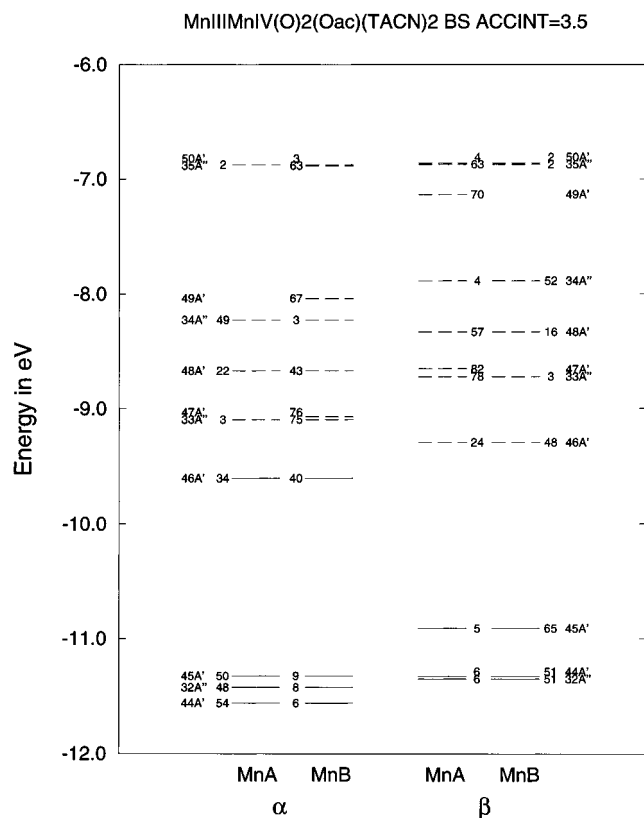 MnIIIMnIV(O)2(Oac)(TACN)2 BS ACCINT=3.5
Energy in eV
-6.0
50A' 3 4 2 50A'
35A" 2 63 63 2 35A"
-7.0
70 49A'
4 52 34A"
-8.0
49A' 67
34A" 49 3
57 16 48A'
48A' 22 43
82 47A'
78 3 33A"
-9.0
47A' 76
33A" 3 75
24 48 46A'
46A' 34 40
-10.0
5 65 45A'
-11.0
45A' 50 9
6 51 44A'
6 51 32A"
32A" 48 8
44A' 54 6
-12.0
MnA MnB MnA MnB
α β